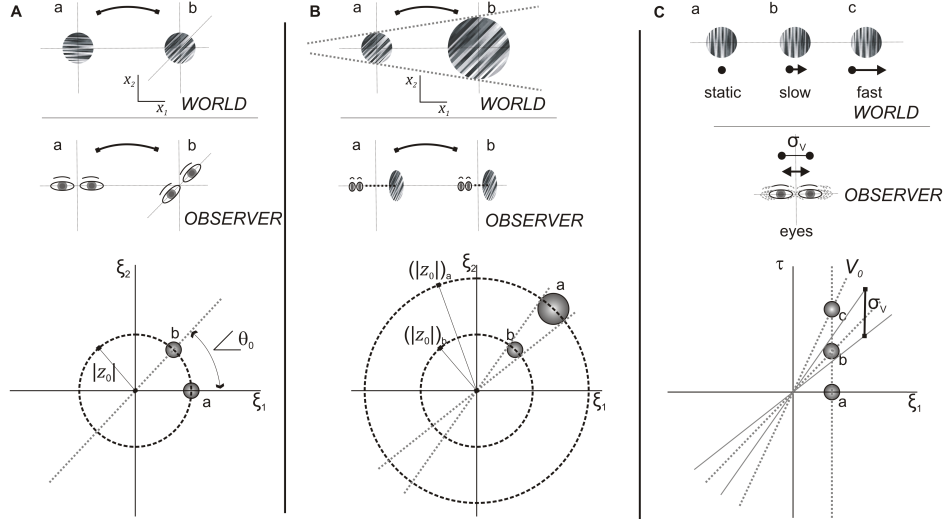 A
a
b
x₂
x₁
WORLD
a
b
OBSERVER
ξ₂
b
θ₀
|z₀|
a
ξ₁
B
a
b
x₂
x₁
WORLD
a
b
OBSERVER
(|z₀|)ₐ
ξ₂
a
(|z₀|)b
b
ξ₁
C
a
b
c
static
slow
fast
WORLD
σV
OBSERVER
eyes
τ
V₀
c
σV
b
a
ξ₁